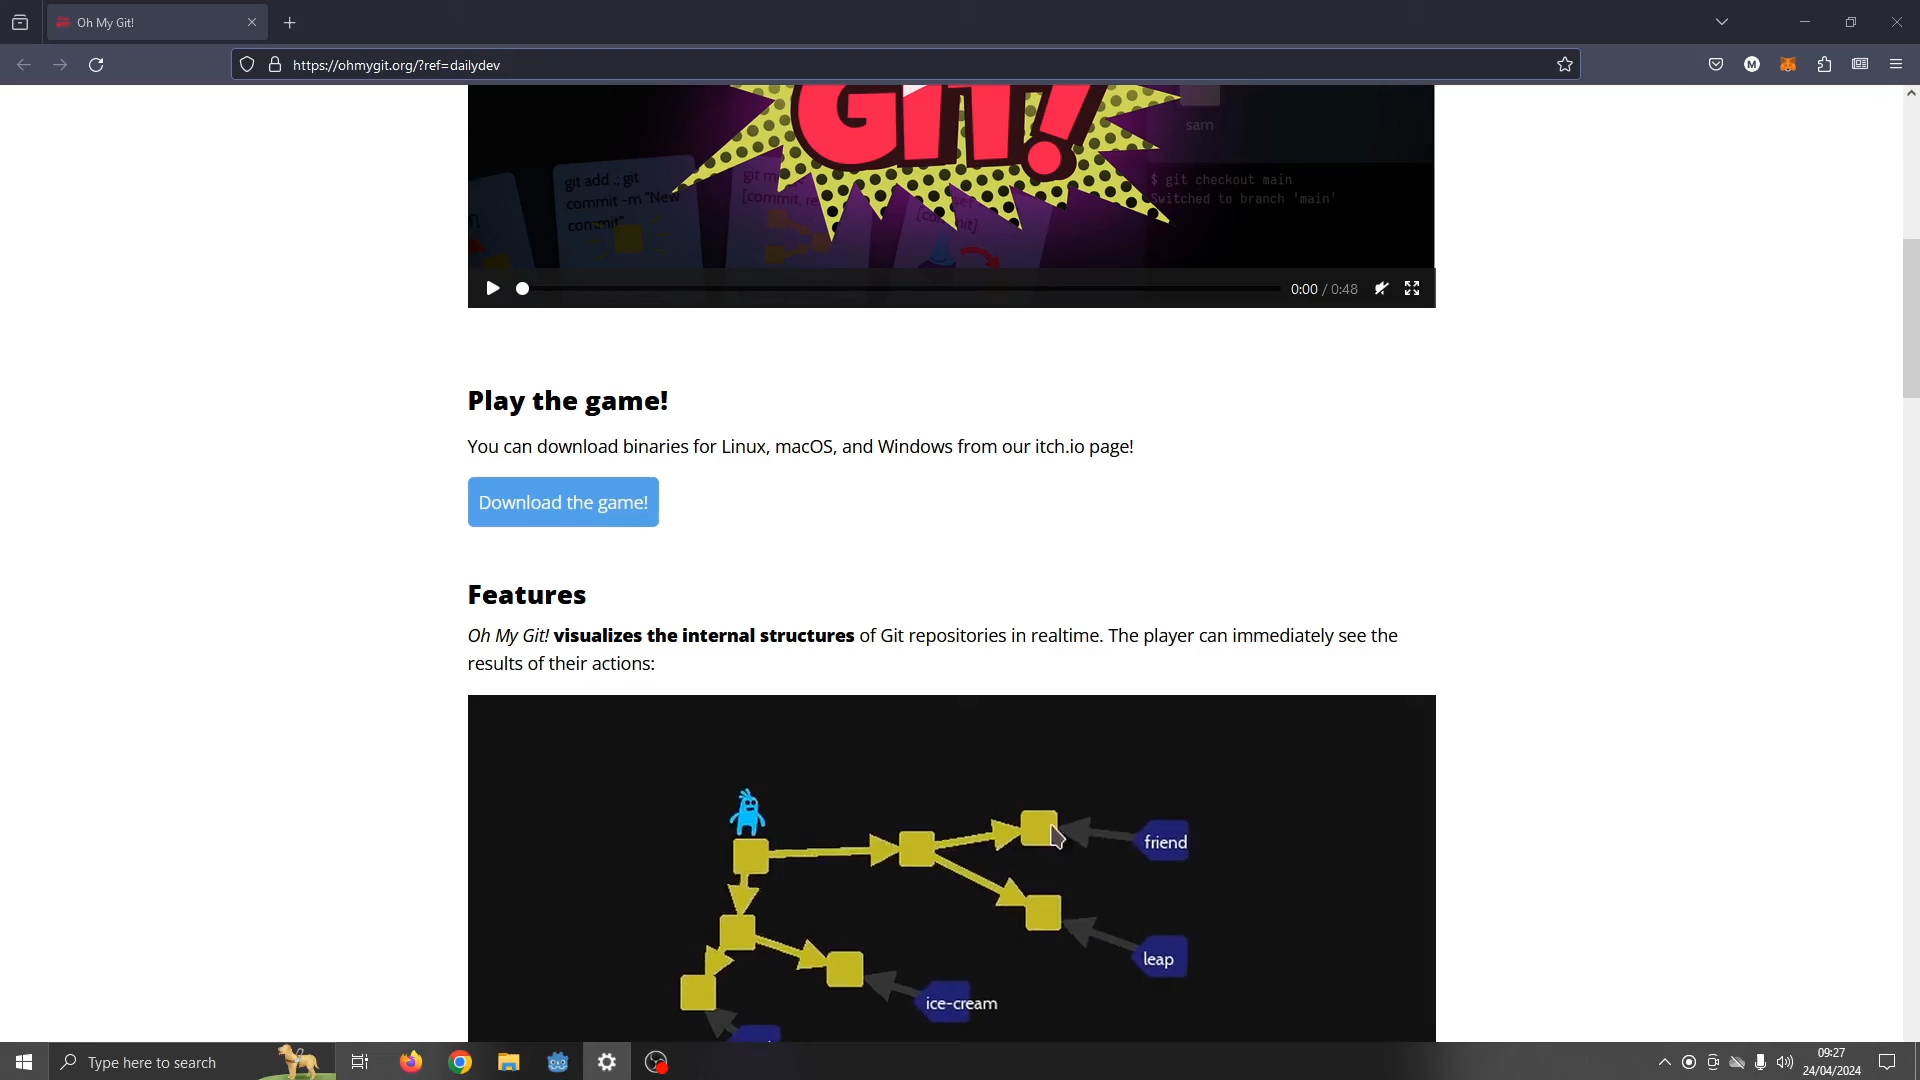 Oh My Git!
https://ohmygit.org/?ref=dailydev
GIT!
sam
git add .; git
commit -m "New
commit"
$ git checkout main
Switched to branch 'main'
0:00 / 0:48
Play the game!
You can download binaries for Linux, macOS, and Windows from our itch.io page!
Download the game!
Features
Oh My Git! visualizes the internal structures of Git repositories in realtime. The player can immediately see the
results of their actions:
friend
leap
ice-cream
Type here to search
09:27
24/04/2024